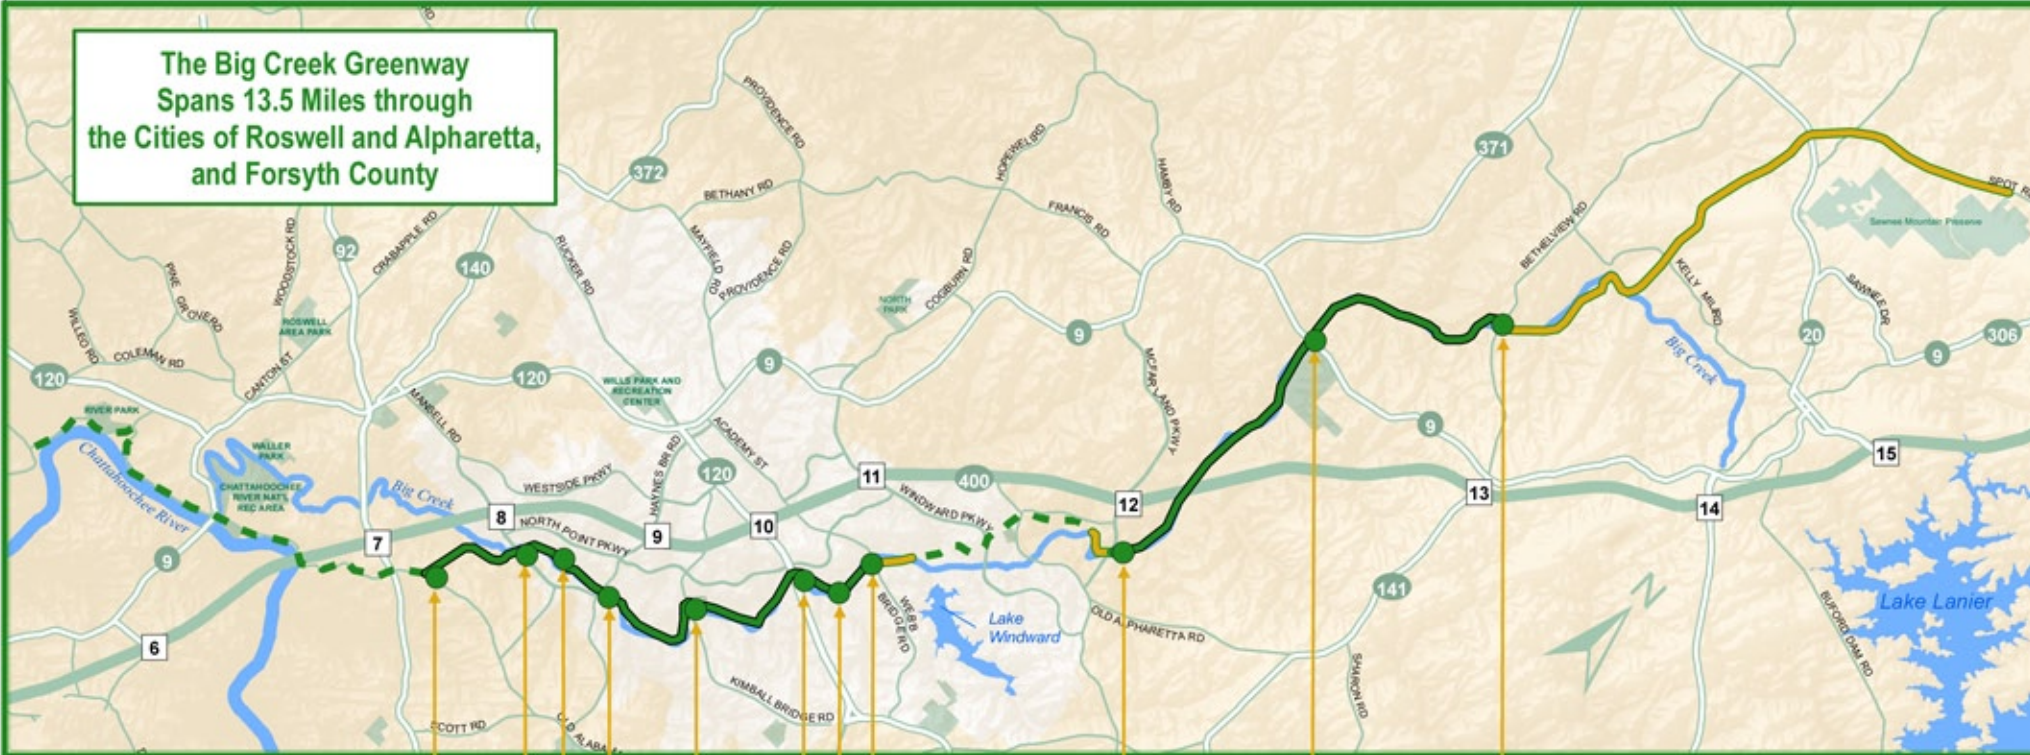 The Big Creek Greenway
Spans 13.5 Miles through
the Cities of Roswell and Alpharetta,
and Forsyth County
RD
PROVIDENCE RD
372
BETHANY RD
HOPEWELL RD
HAMBY RD
FRANCIS RD
371
BETHELVIEW RD
SPOT R
Sawnee Mountain Preserve
WOODSTOCK RD
92
CRABAPPLE RD
140
RUCKER RD
MAYFIELD RD
PROVIDENCE RD
COGBURN RD
NORTH
PARK
9
KELLY MILL RD
SAWNEE DR
20
9
306
PINE GROVE RD
WILLEO RD
ROSWELL
AREA PARK
COLEMAN RD
CANTON ST
120
120
9
WILLS PARK AND
RECREATION
CENTER
MCFARLAND PKWY
Big Creek
9
RIVER PARK
MANSELL RD
ACADEMY ST
WALLER
PARK
Chattahoochee River
CHATTAHOOCHEE
RIVER NAT'L
REC AREA
Big Creek
WESTSIDE PKWY
HAYNES BR RD
120
11
400
WINDWARD PKWY
12
13
14
15
8
NORTH POINT PKWY
9
10
7
9
6
WEBB
BRIDGE RD
Lake
Windward
OLD ALPHARETTA RD
141
Lake Lanier
BUFORD DAM RD
SHARON RD
N
KIMBALL BRIDGE RD
SCOTT RD
OLD ALABAM